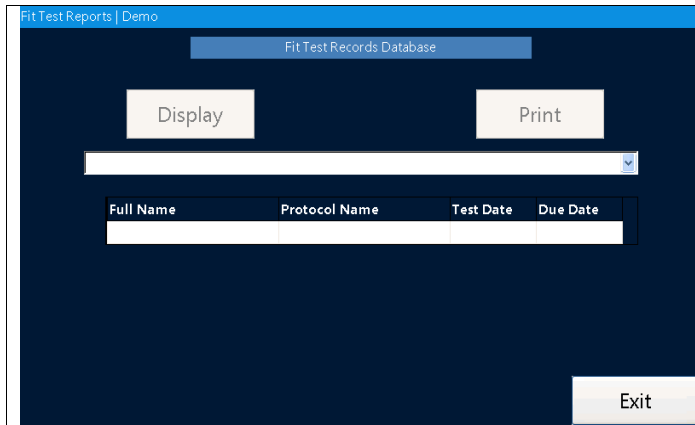 Fit Test Reports | Demo
Fit Test Records Database
Display Print
Full Name Protocol Name Test Date Due Date
Exit